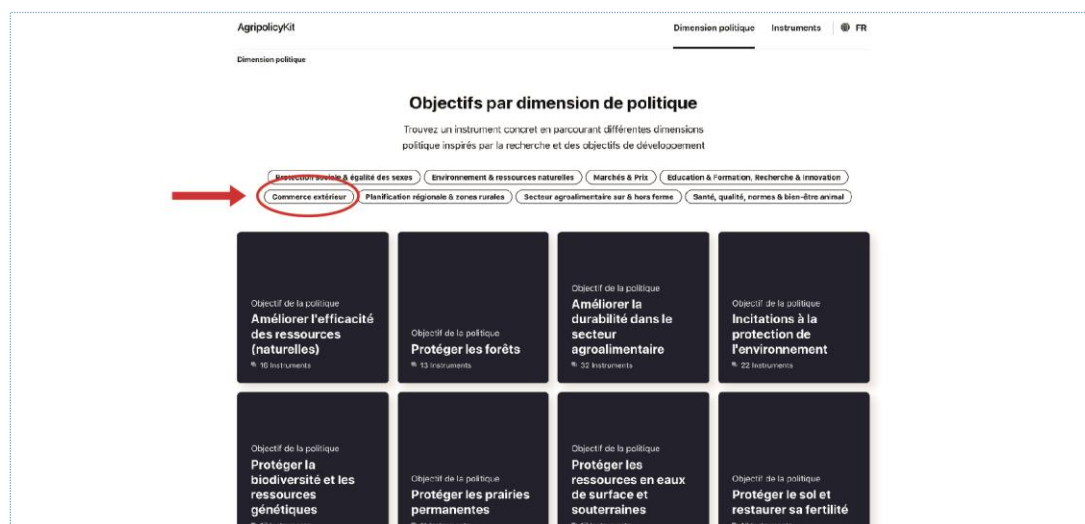 AgripolicyKit
Dimension politique Instruments FR
Dimension politique
Objectifs par dimension de politique
Trouvez un instrument concret en parcourant différentes dimensions
politique inspirés par la recherche et des objectifs de développement
Protection sociale & égalité des sexes Environnement & ressources naturelles Marchés & Prix Education & Formation, Recherche & Innovation
Commerce extérieur Planification régionale & zones rurales Secteur agroalimentaire sur & hors ferme Santé, qualité, normes & bien-être animal
Objectif de la politique
Améliorer l'efficacité
des ressources
(naturelles)
16 Instruments
Objectif de la politique
Protéger les forêts
13 Instruments
Objectif de la politique
Améliorer la
durabilité dans le
secteur
agroalimentaire
32 Instruments
Objectif de la politique
Incitations à la
protection de
l'environnement
22 Instruments
Objectif de la politique
Protéger la
biodiversité et les
ressources
génétiques
Objectif de la politique
Protéger les prairies
permanentes
Objectif de la politique
Protéger les
ressources en eaux
de surface et
souterraines
Objectif de la politique
Protéger le sol et
restaurer sa fertilité